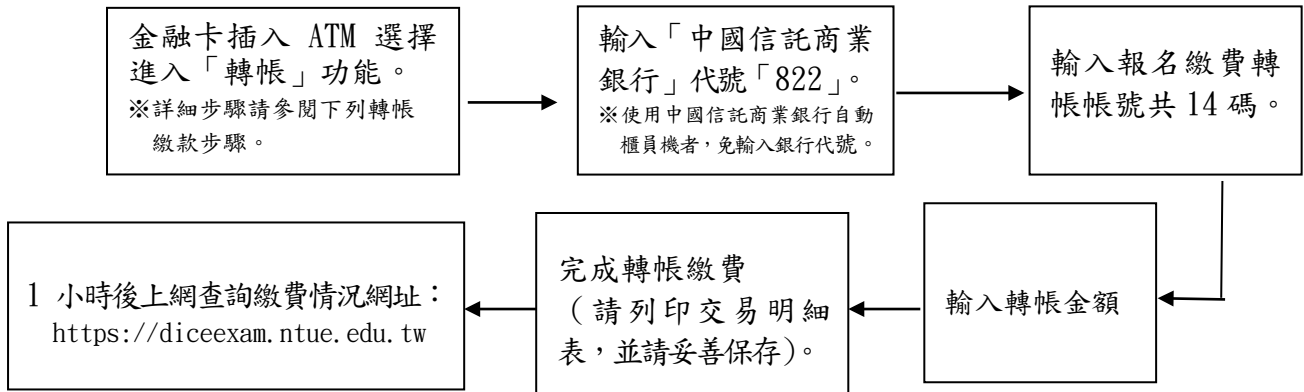 金融卡插入 ATM 選擇
進入「轉帳」功能。
※詳細步驟請參閱下列轉帳
繳款步驟。
輸入「中國信託商業
銀行」代號「822」。
※使用中國信託商業銀行自動
櫃員機者，免輸入銀行代號。
輸入報名繳費轉
帳帳號共 14 碼。
輸入轉帳金額
完成轉帳繳費
（請列印交易明細
表，並請妥善保存）。
1 小時後上網查詢繳費情況網址：
https://diceexam.ntue.edu.tw